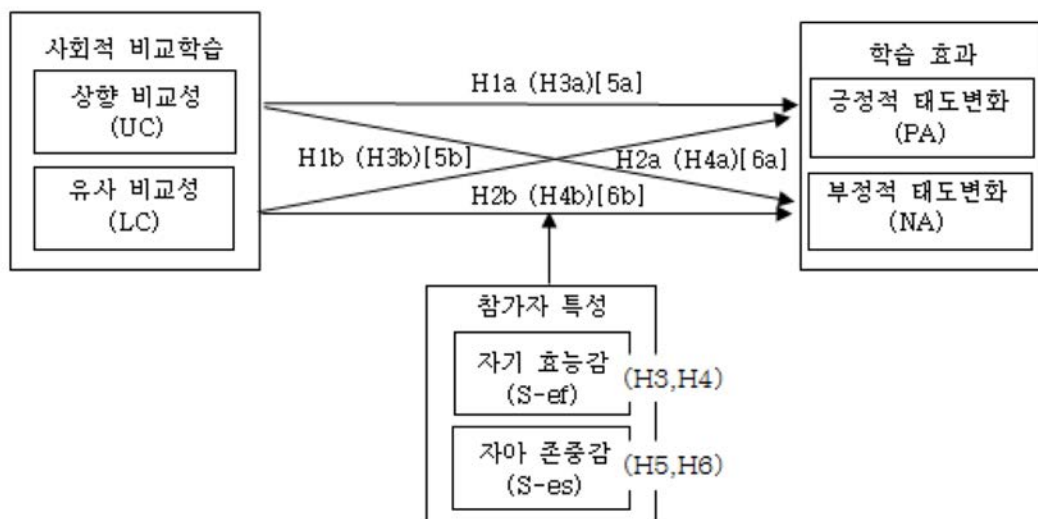 사회적 비교학습
상향 비교성
(UC)
유사 비교성
(LC)
H1a (H3a)[5a]
H1b (H3b)[5b]
H2a (H4a)[6a]
H2b (H4b)[6b]
학습 효과
긍정적 태도변화
(PA)
부정적 태도변화
(NA)
참가자 특성
자기 효능감
(S-ef)
(H3,H4)
자아 존중감
(S-es)
(H5,H6)